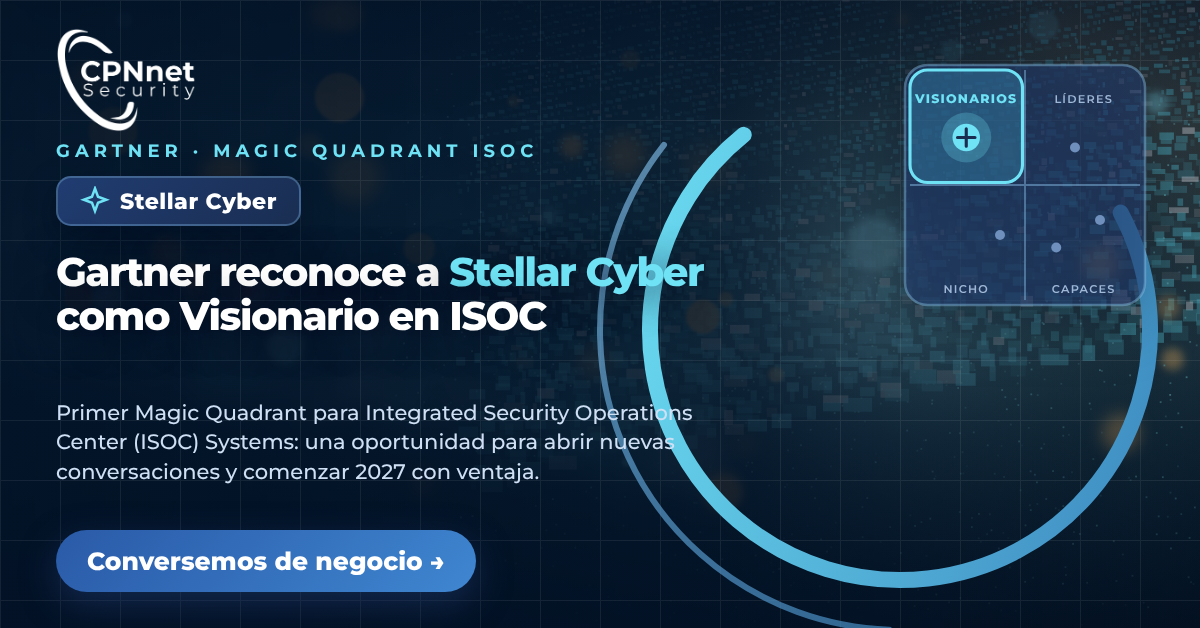 CPNnet
Security
GARTNER · MAGIC QUADRANT ISOC
Stellar Cyber
Gartner reconoce a Stellar Cyber
como Visionario en ISOC
Primer Magic Quadrant para Integrated Security Operations
Center (ISOC) Systems: una oportunidad para abrir nuevas
conversaciones y comenzar 2027 con ventaja.
Conversemos de negocio →
VISIONARIOS
LÍDERES
NICHO
CAPACES